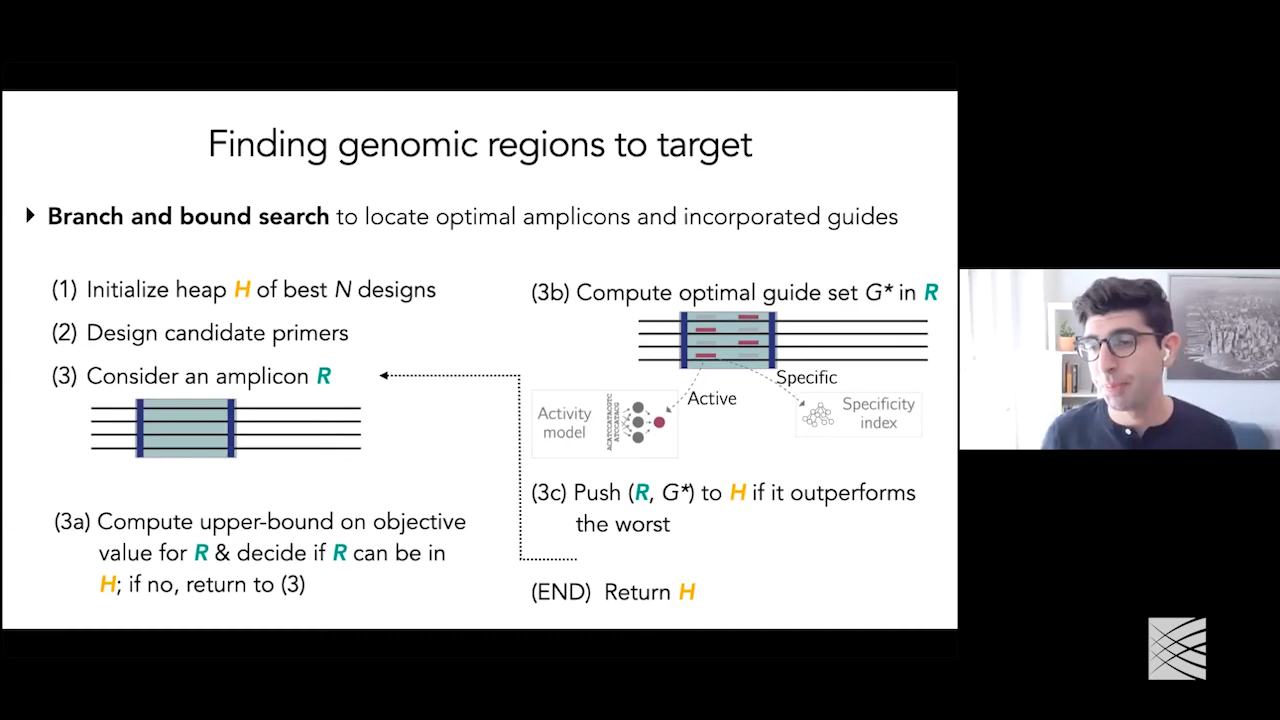 Finding genomic regions to target
Branch and bound search to locate optimal amplicons and incorporated guides
(1) Initialize heap H of best N designs
(2) Design candidate primers
(3) Consider an amplicon R
(3a) Compute upper-bound on objective
value for R & decide if R can be in
H; if no, return to (3)
(3b) Compute optimal guide set G* in R
Specific
Active
Activity
model
Specificity
index
(3c) Push (R, G*) to H if it outperforms
the worst
(END) Return H